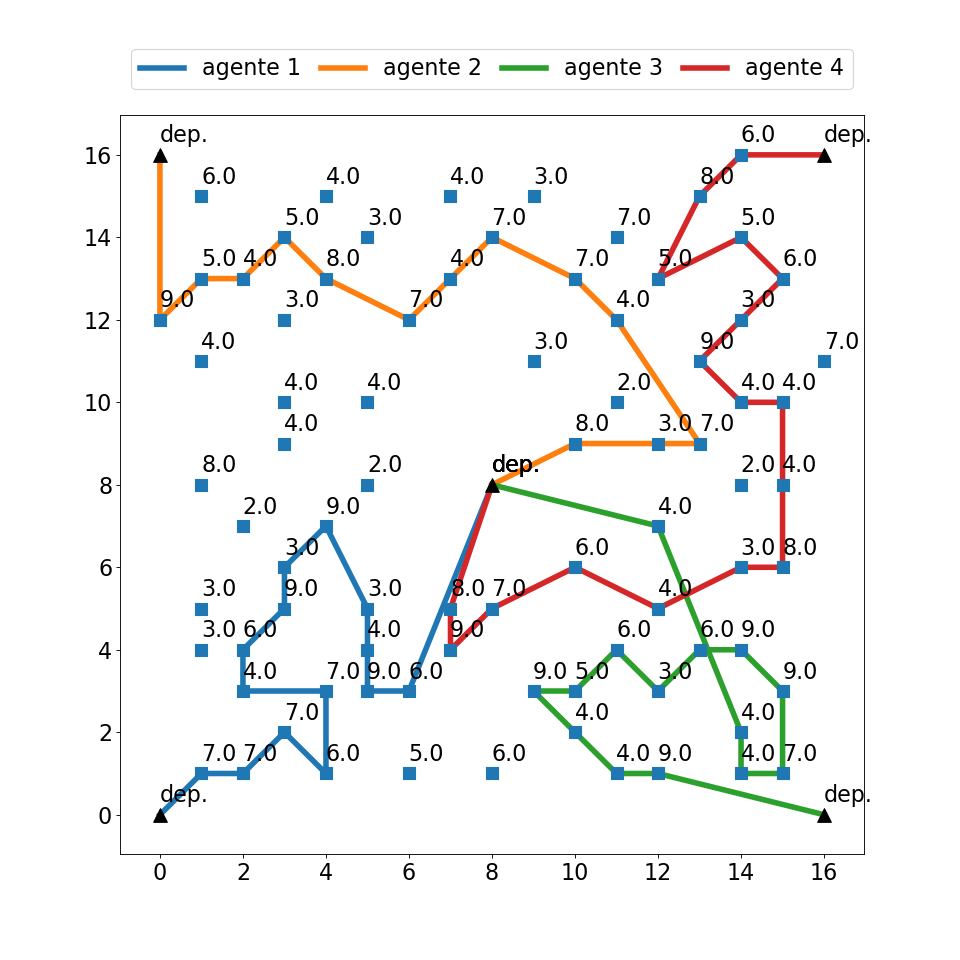 agente 1 agente 2 agente 3 agente 4
dep. 6.0 dep.
16
6.0 4.0 4.0 3.0 8.0
5.0 3.0 7.0 7.0 5.0
14
5.0 4.0 8.0 4.0 7.0 5.0 6.0
9.0 3.0 7.0 4.0 3.0
12
4.0 3.0 9.0 7.0
4.0 4.0 2.0 4.0 4.0
10
4.0 8.0 3.0 7.0
8.0 2.0 dep. 2.0 4.0
8
2.0 9.0 4.0
3.0 6.0 3.0 8.0
6
3.0 9.0 3.0 8.0 7.0 4.0
3.0 6.0 4.0 9.0 6.0 6.0 9.0
4
4.0 7.0 9.0 6.0 9.0 5.0 3.0 9.0
7.0 4.0 4.0
2
7.0 7.0 6.0 5.0 6.0 4.0 9.0 4.0 7.0
dep. dep.
0
0 2 4 6 8 10 12 14 16